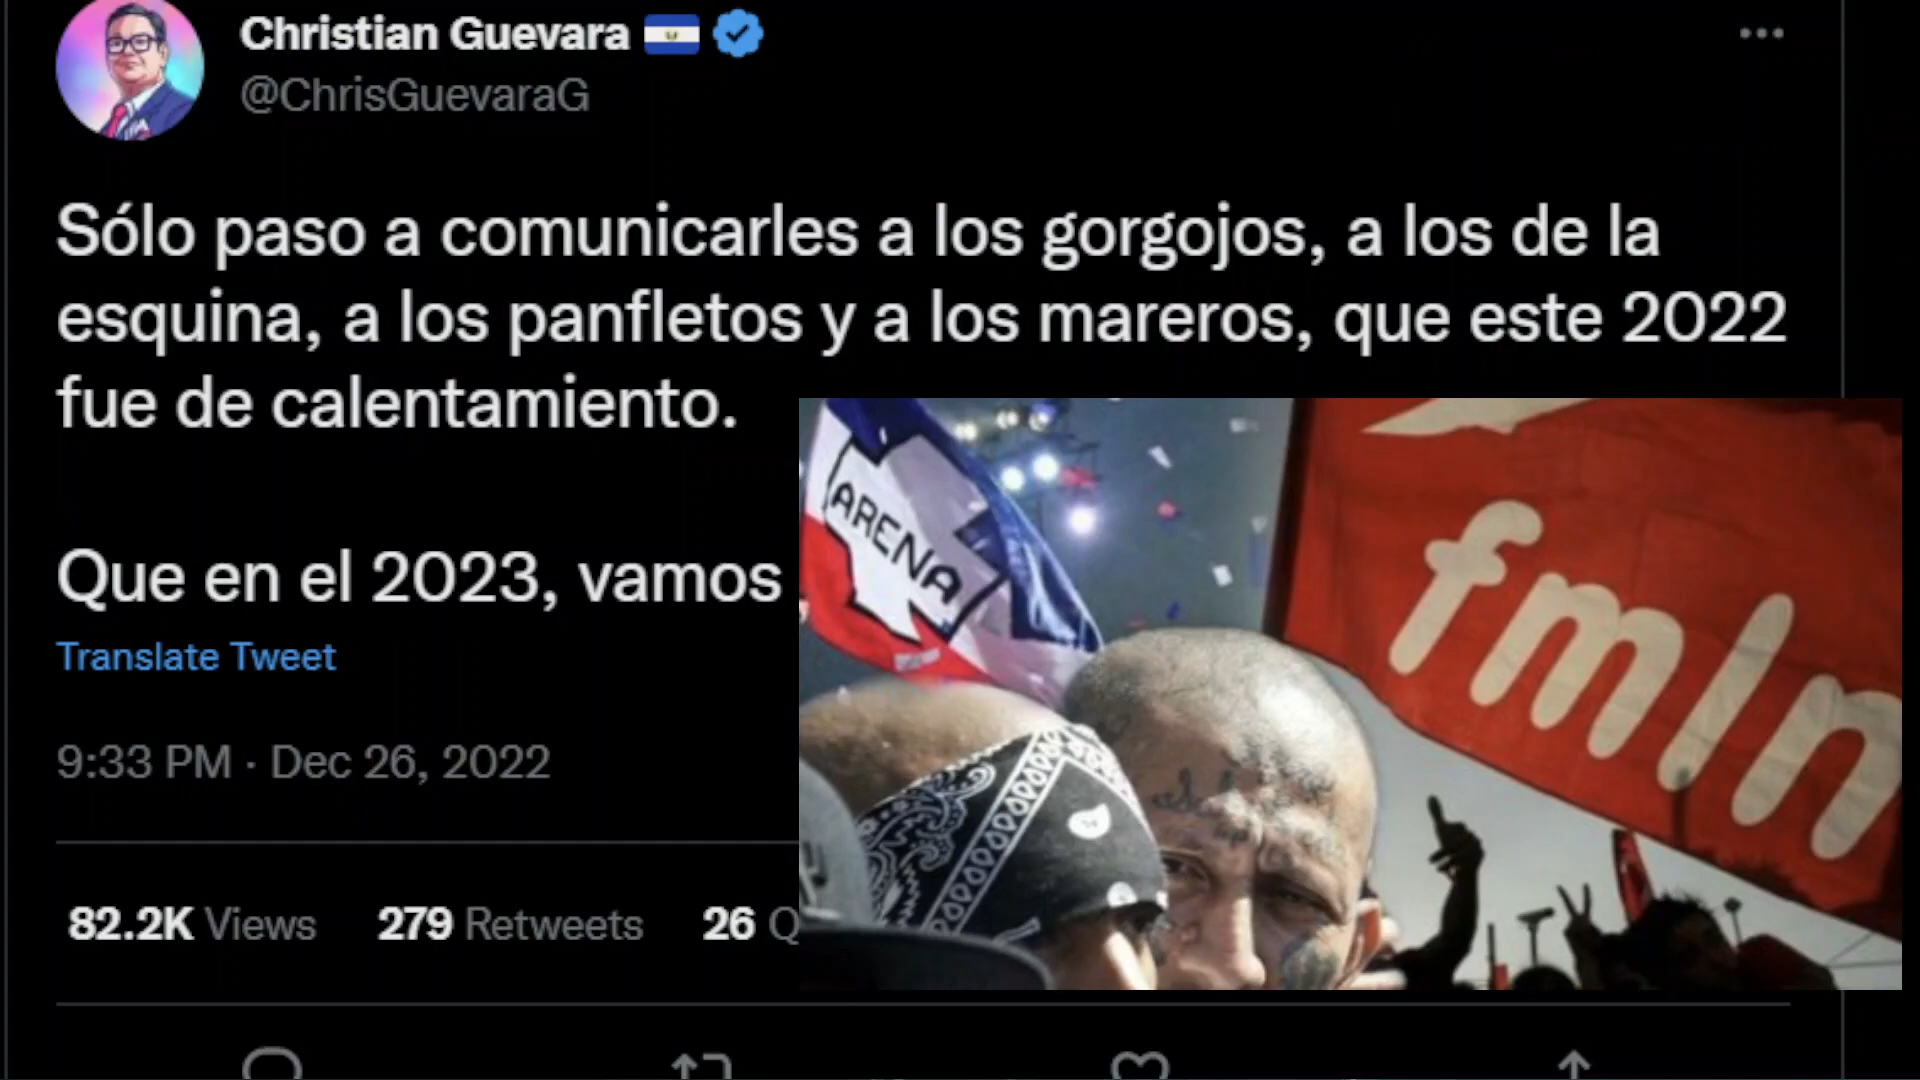 Christian Guevara
@ChrisGuevaraG
Sólo paso a comunicarles a los gorgojos, a los de la
esquina, a los panfletos y a los mareros, que este 2022
fue de calentamiento.
Que en el 2023, vamos
Translate Tweet
9:33 PM · Dec 26, 2022
82.2K Views 279 Retweets 26 Q
ARENA
fmln